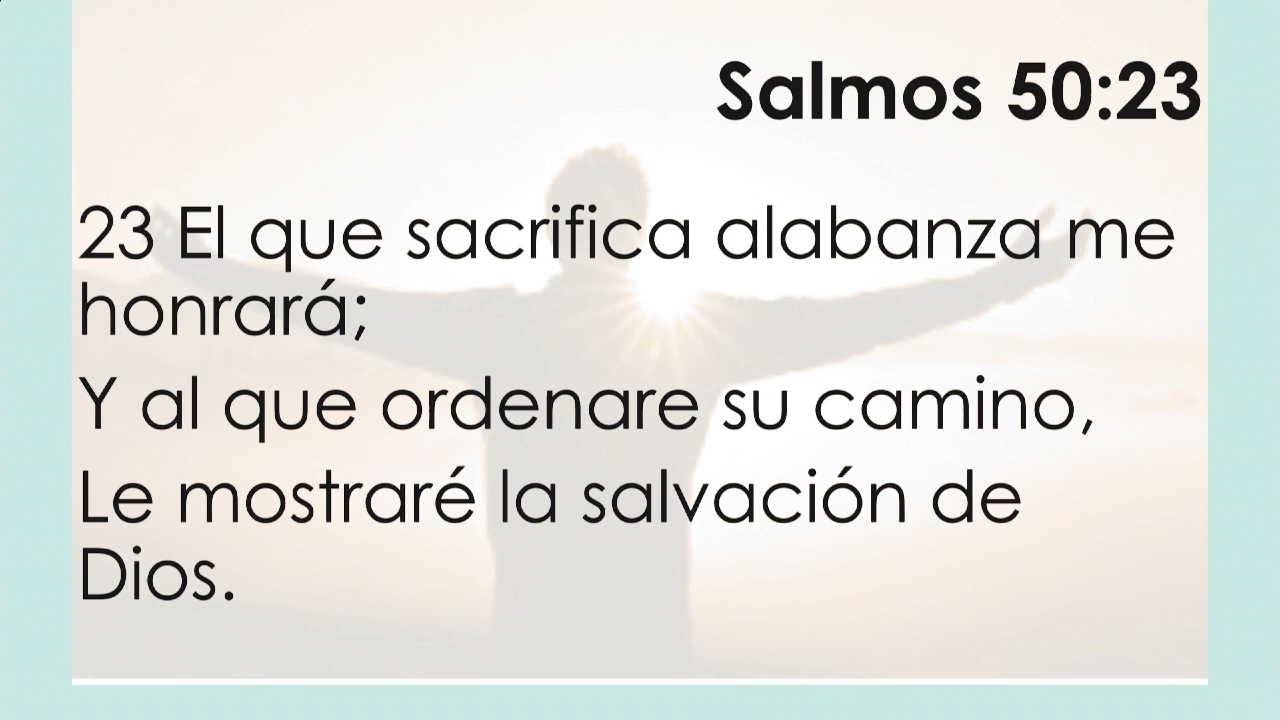 Salmos 50:23
23 El que sacrifica alabanza me
honrará;
Y al que ordenare su camino,
Le mostraré la salvación de
Dios.